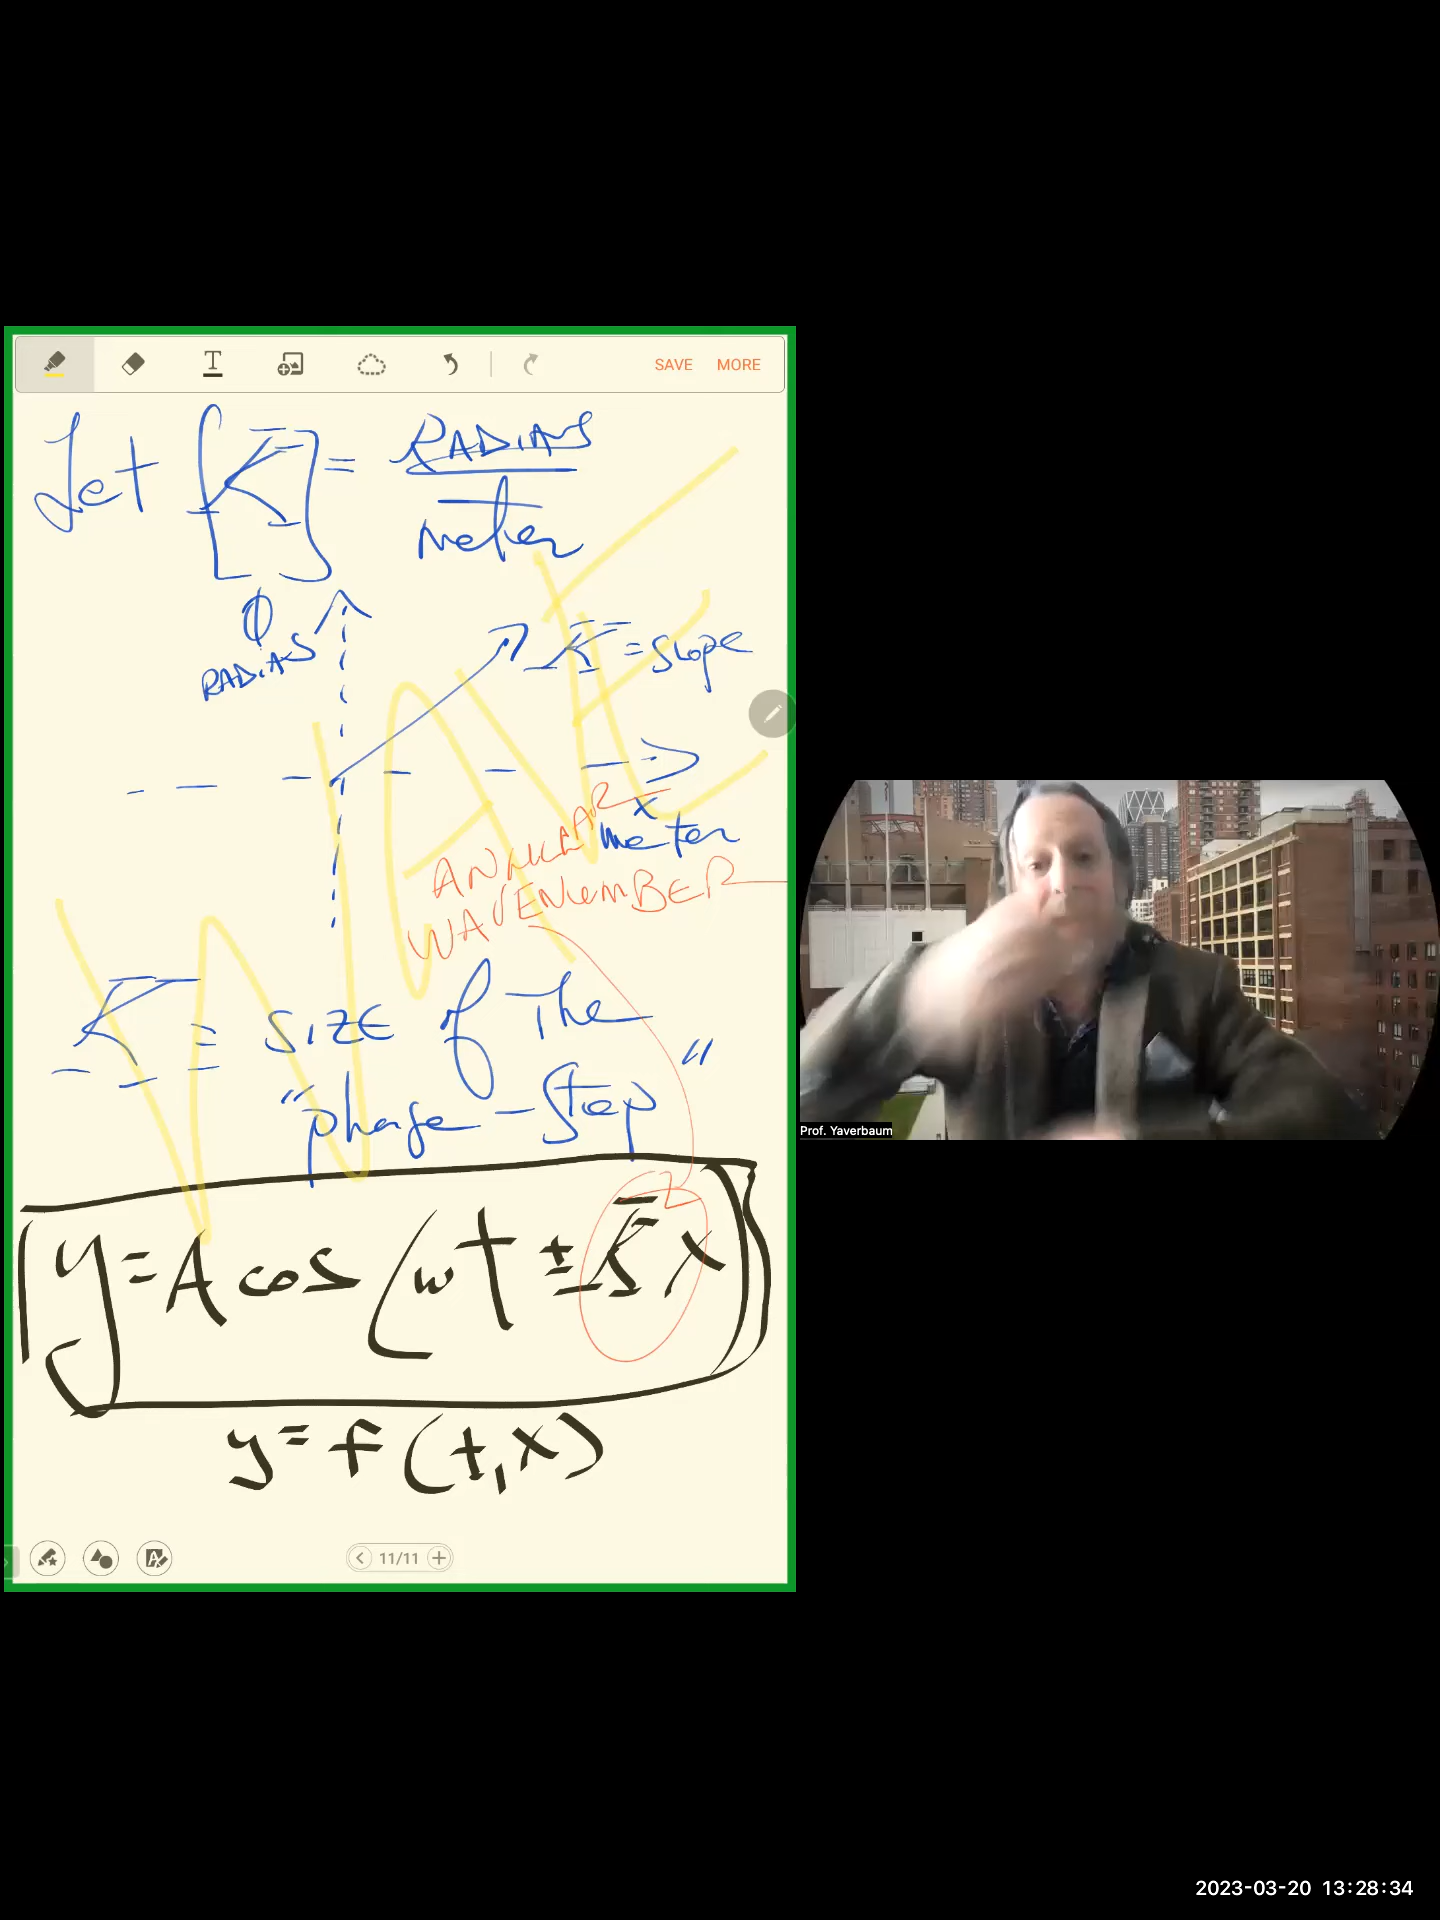 T
SAVE
MORE
Let [K] = RADIANS
meter
Φ
RADIANS
K = slope
x
meter
ANGULAR
WAVENUMBER
WAVE
K ≡ SIZE of The
"phase-step"
y = A cos (ωt ± Kx)
y = f(t,x)
11/11
Prof. Yaverbaum
2023-03-20 13:28:34